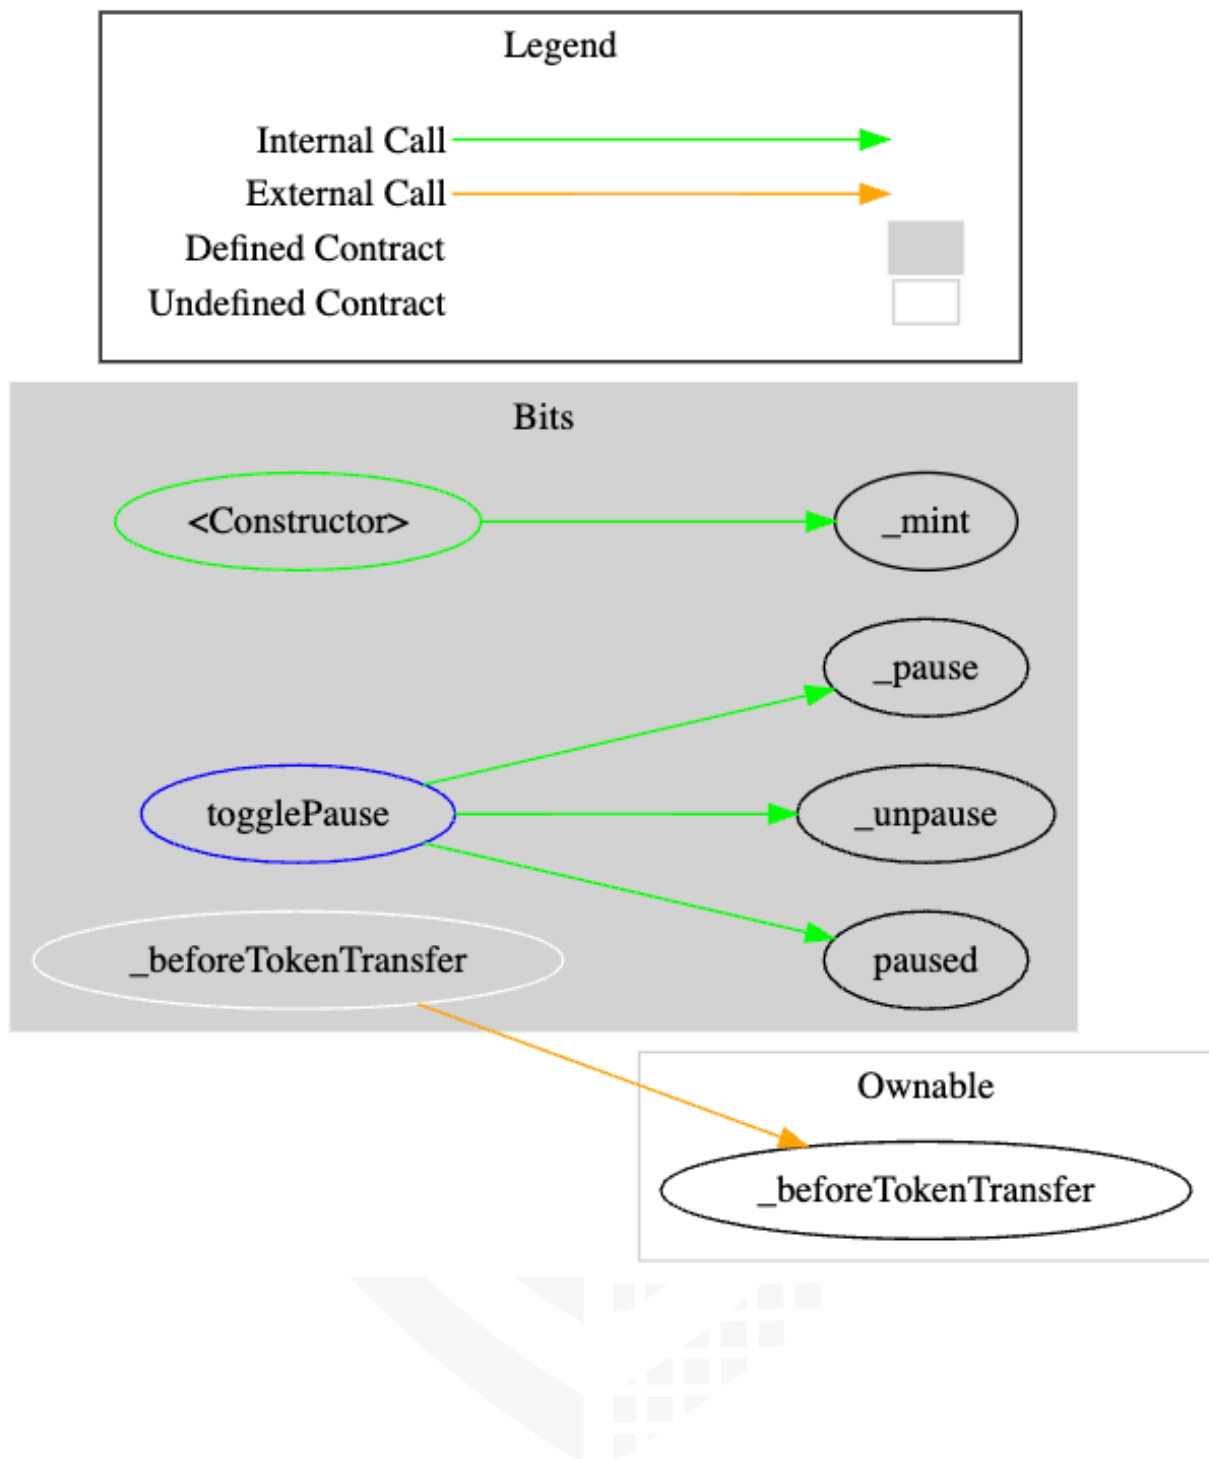 Legend
Internal Call
External Call
Defined Contract
Undefined Contract
Bits
<Constructor>
_mint
_pause
togglePause
_unpause
_beforeTokenTransfer
paused
Ownable
_beforeTokenTransfer